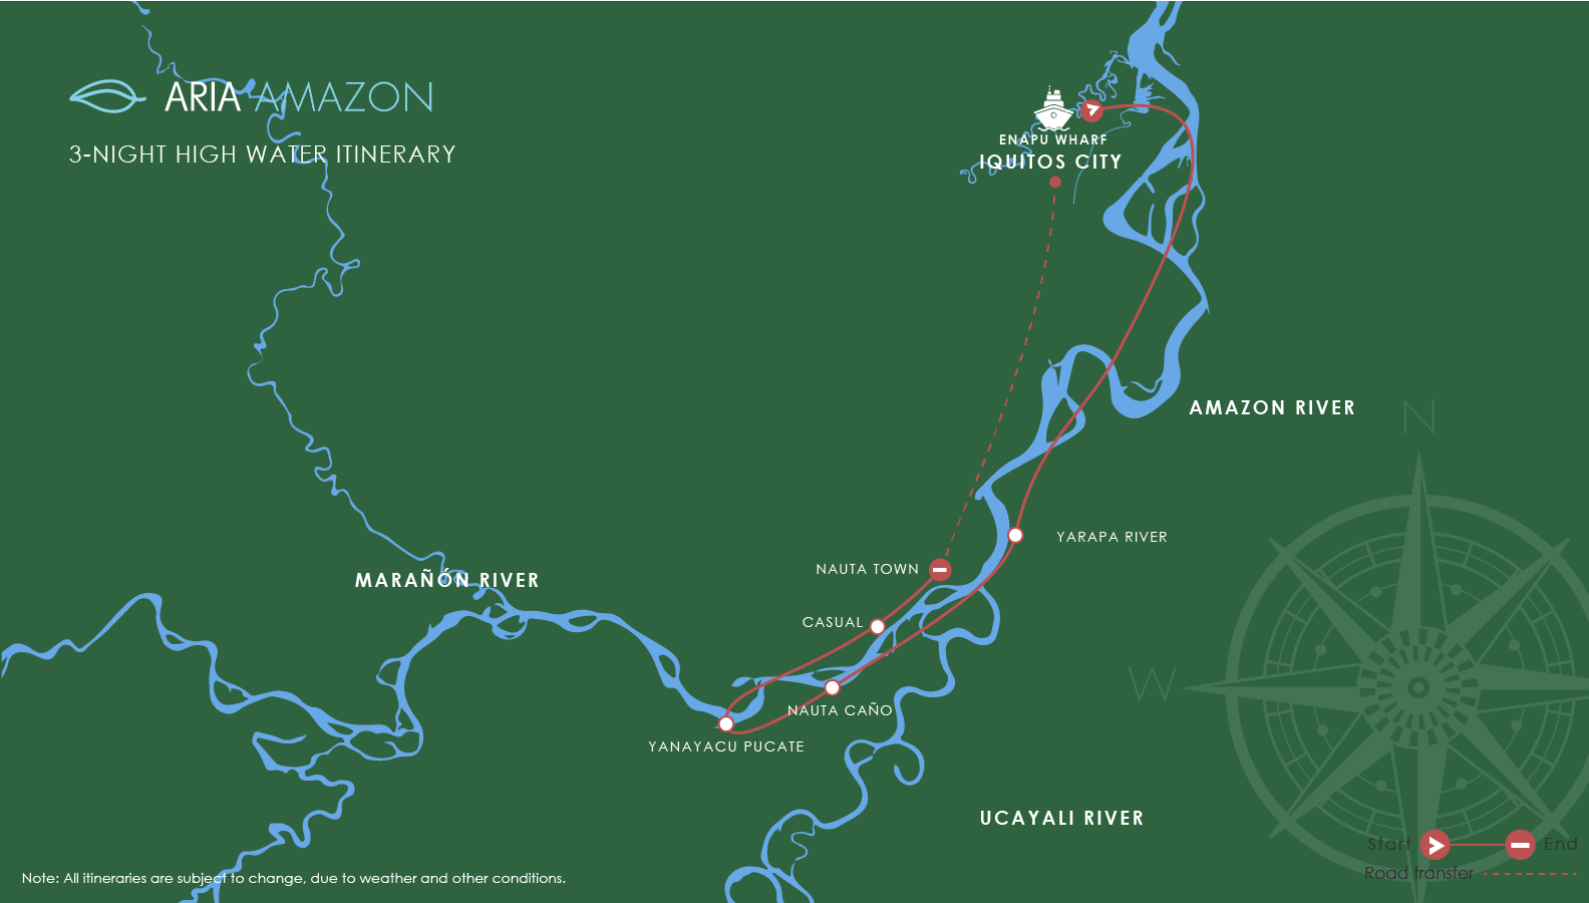 ARIA AMAZON
3-NIGHT HIGH WATER ITINERARY
ENAPU WHARF
IQUITOS CITY
AMAZON RIVER
N
YARAPA RIVER
NAUTA TOWN
MARAÑÓN RIVER
CASUAL
W
NAUTA CAÑO
YANAYACU PUCATE
UCAYALI RIVER
Start
End
Road transfer
Note: All itineraries are subject to change, due to weather and other conditions.